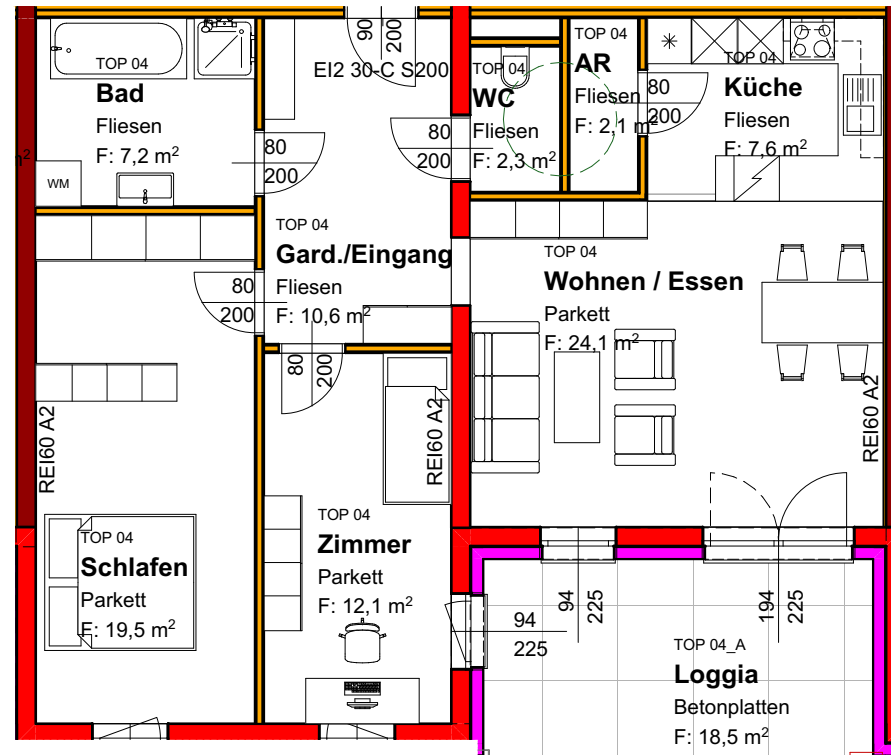 TOP 04
Bad
Fliesen
F: 7,2 m²
WM
m²
90
200
EI2 30-C S200
80
200
80
200
TOP 04
WC
Fliesen
F: 2,3 m²
TOP 04
AR
Fliesen
F: 2,1 m²
80
200
TOP 04
Küche
Fliesen
F: 7,6 m²
TOP 04
Gard./Eingang
Fliesen
F: 10,6 m²
80
200
80
200
TOP 04
Wohnen / Essen
Parkett
F: 24,1 m²
REI60 A2
REI60 A2
REI60 A2
TOP 04
Schlafen
Parkett
F: 19,5 m²
TOP 04
Zimmer
Parkett
F: 12,1 m²
94
225
94
225
194
225
TOP 04_A
Loggia
Betonplatten
F: 18,5 m²